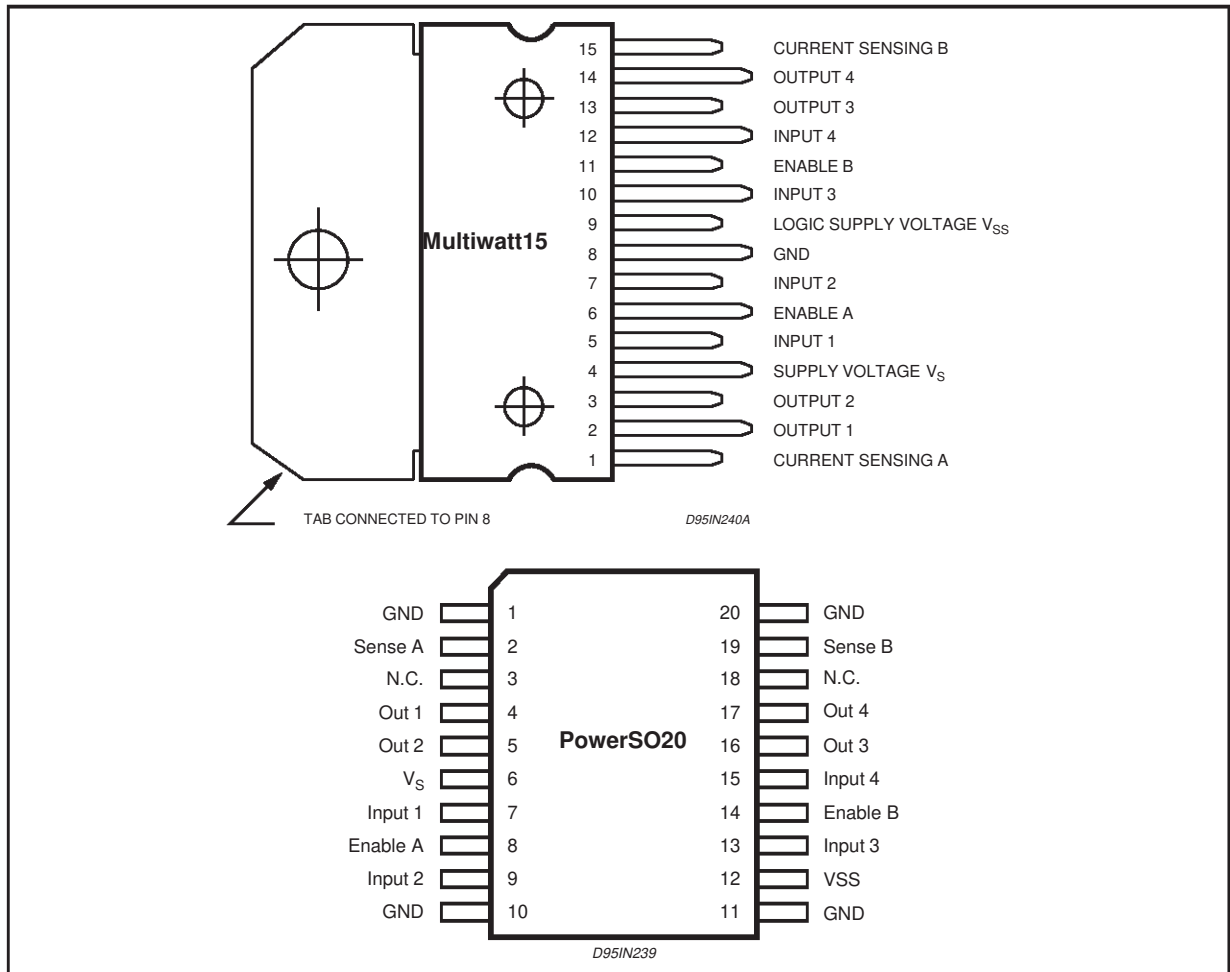 15 CURRENT SENSING B
14 OUTPUT 4
13 OUTPUT 3
12 INPUT 4
11 ENABLE B
10 INPUT 3
9 LOGIC SUPPLY VOLTAGE VSS
Multiwatt15
8 GND
7 INPUT 2
6 ENABLE A
5 INPUT 1
4 SUPPLY VOLTAGE VS
3 OUTPUT 2
2 OUTPUT 1
1 CURRENT SENSING A
TAB CONNECTED TO PIN 8
D95IN240A
GND 1 20 GND
Sense A 2 19 Sense B
N.C. 3 18 N.C.
Out 1 4 17 Out 4
Out 2 5 PowerSO20 16 Out 3
VS 6 15 Input 4
Input 1 7 14 Enable B
Enable A 8 13 Input 3
Input 2 9 12 VSS
GND 10 11 GND
D95IN239